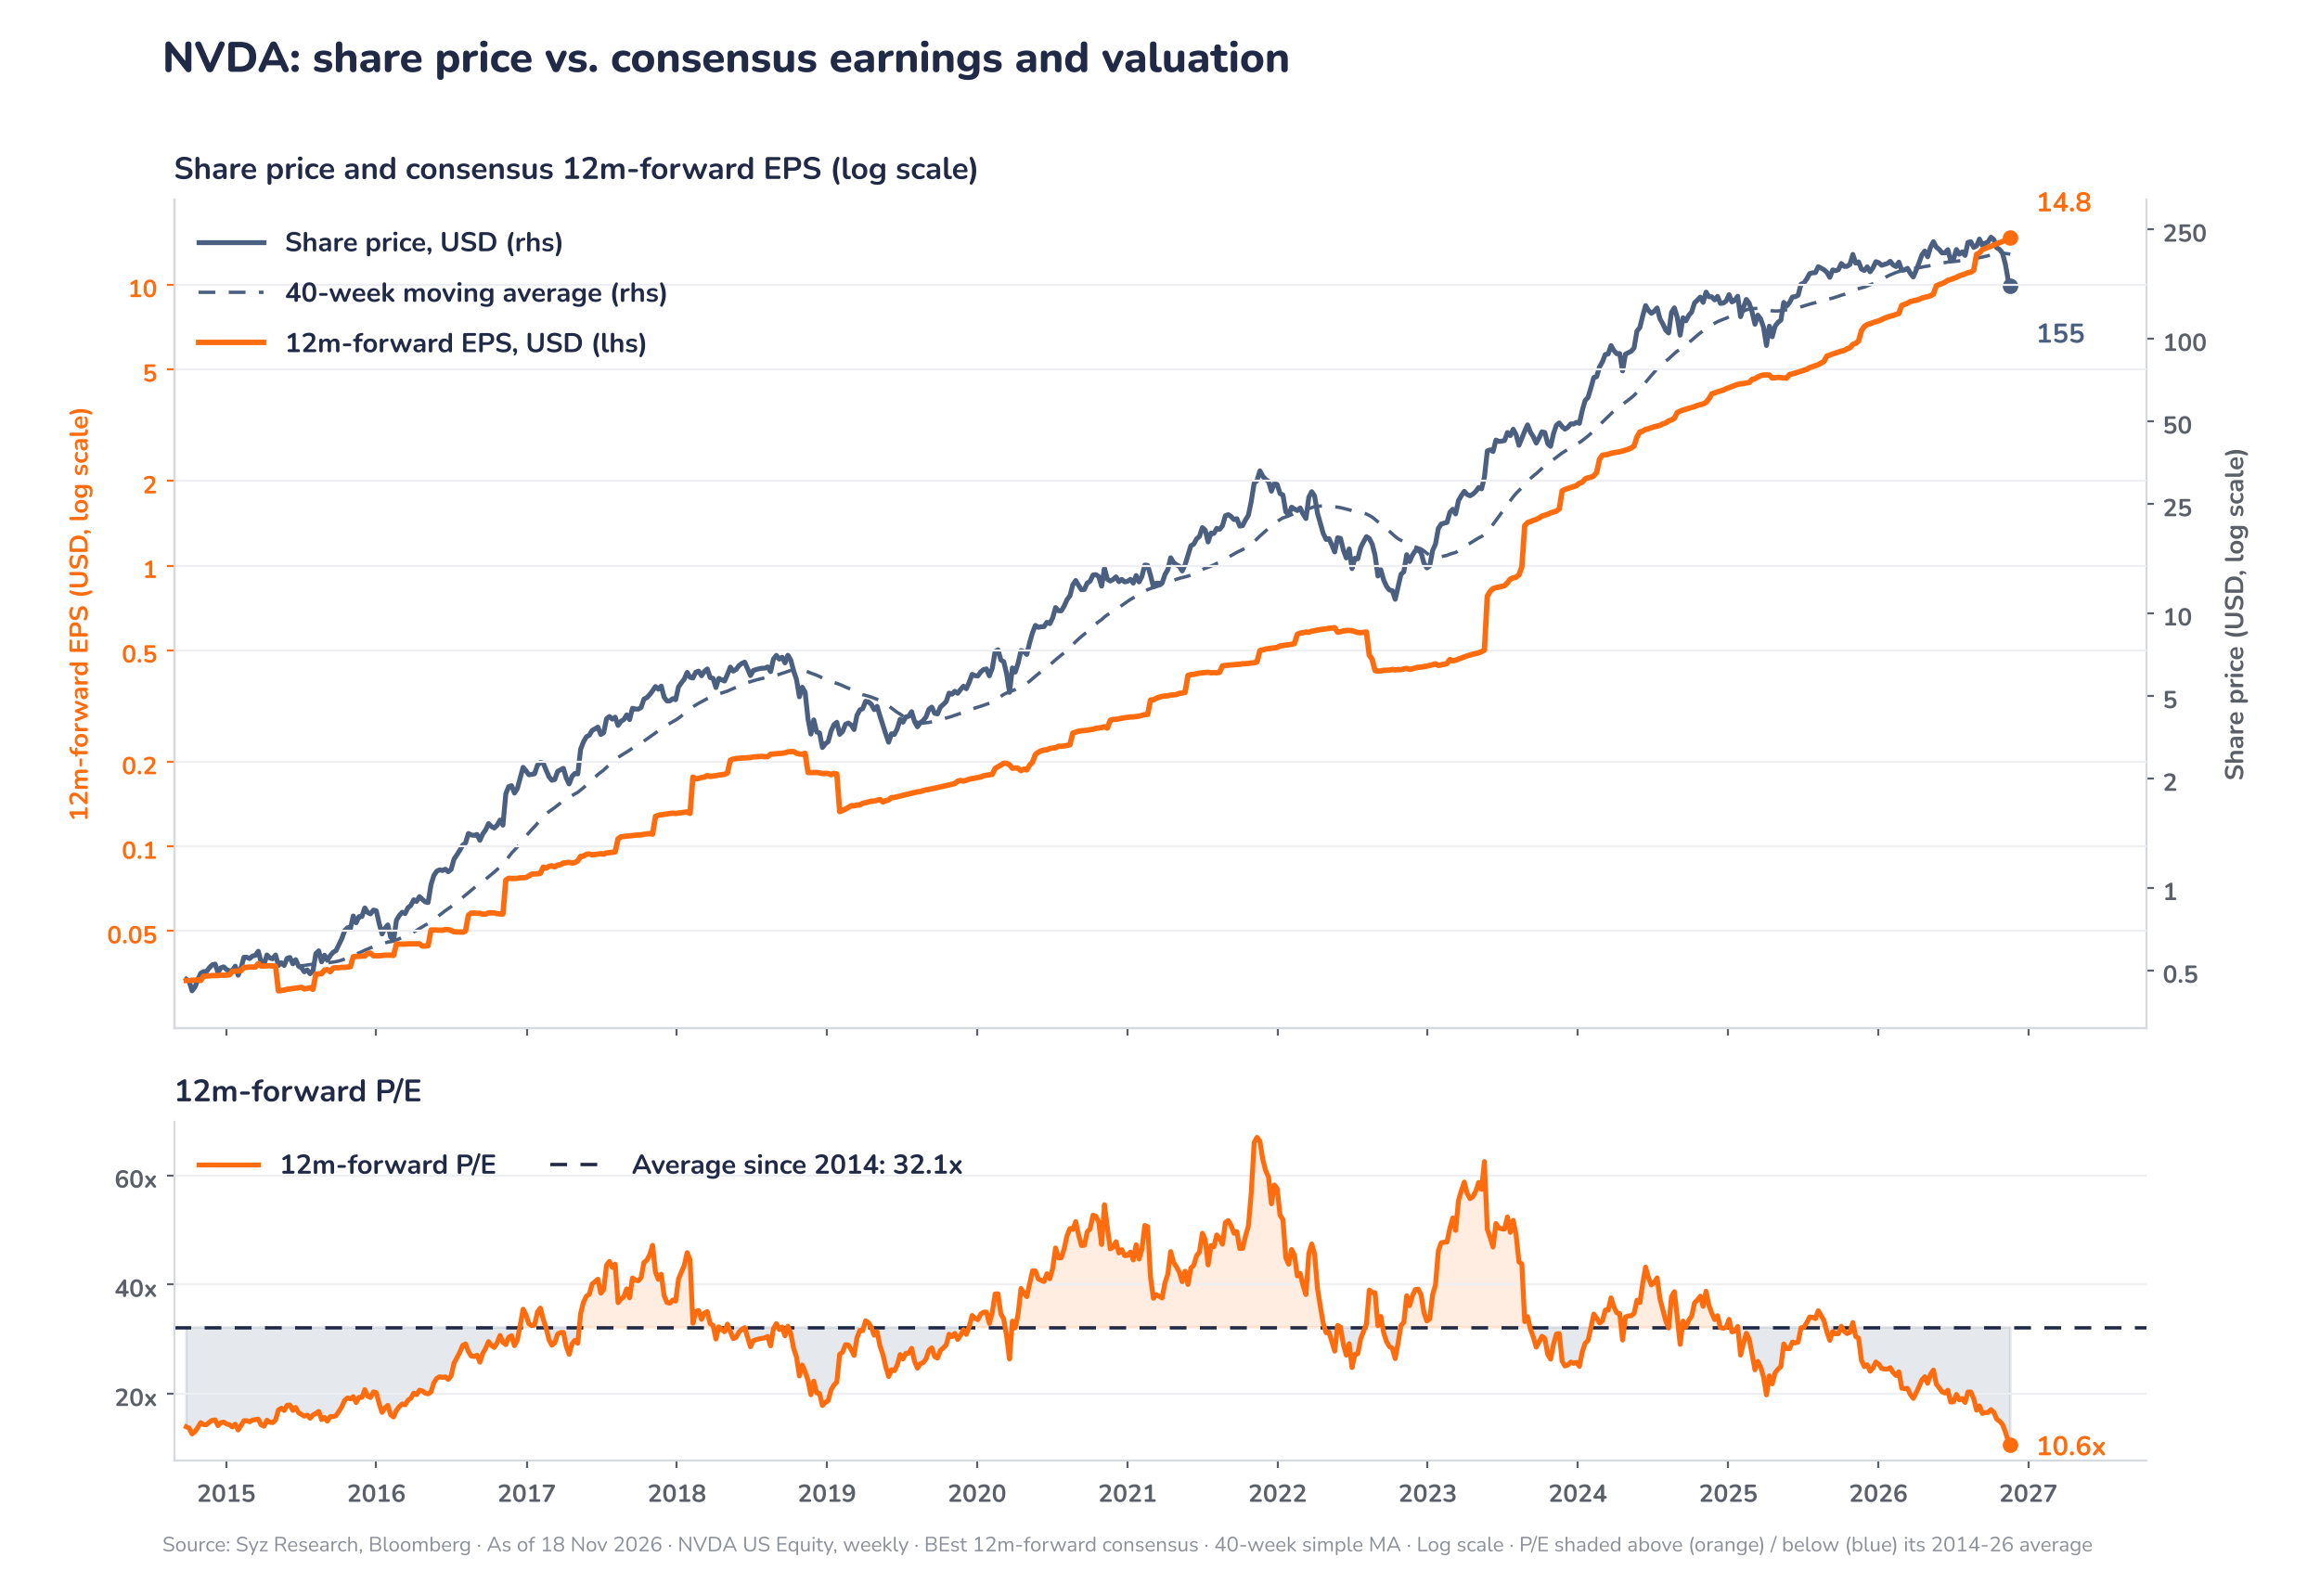 NVDA: share price vs. consensus earnings and valuation
Share price and consensus 12m-forward EPS (log scale)
14.8
Share price, USD (rhs)
40-week moving average (rhs)
12m-forward EPS, USD (lhs)
155
12m-forward EPS (USD, log scale)
10
5
2
1
0.5
0.2
0.1
0.05
250
100
50
25
10
5
2
1
0.5
Share price (USD, log scale)
12m-forward P/E
12m-forward P/E
Average since 2014: 32.1x
60x
40x
20x
10.6x
2015 2016 2017 2018 2019 2020 2021 2022 2023 2024 2025 2026 2027
Source: Syz Research, Bloomberg · As of 18 Nov 2026 · NVDA US Equity, weekly · BEst 12m-forward consensus · 40-week simple MA · Log scale · P/E shaded above (orange) / below (blue) its 2014-26 average